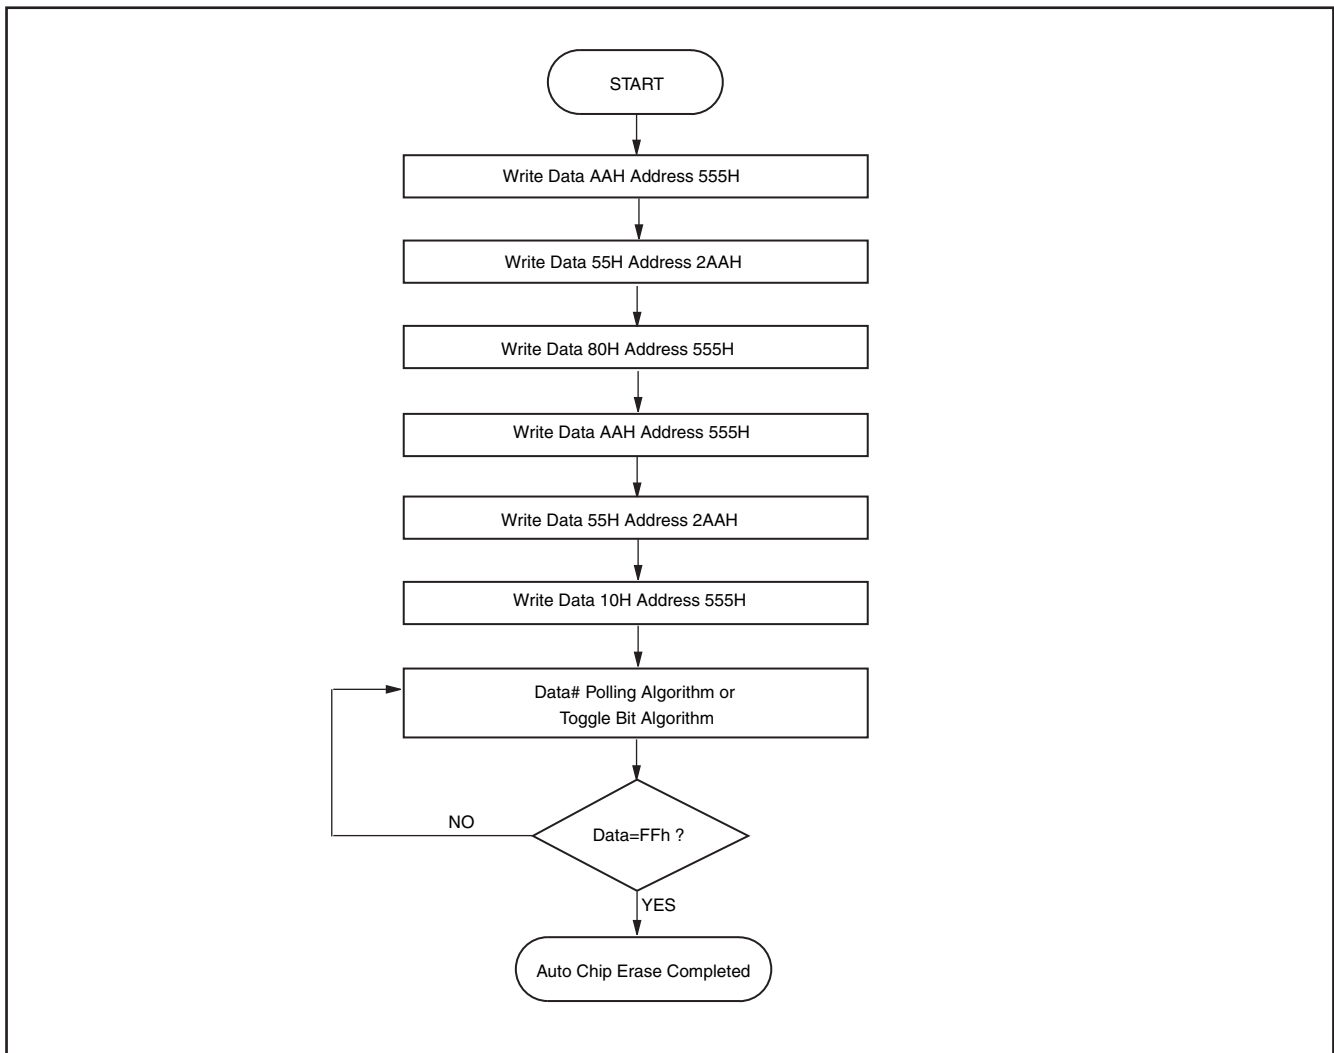 START
Write Data AAH Address 555H
Write Data 55H Address 2AAH
Write Data 80H Address 555H
Write Data AAH Address 555H
Write Data 55H Address 2AAH
Write Data 10H Address 555H
Data# Polling Algorithm or
Toggle Bit Algorithm
NO
Data=FFh ?
YES
Auto Chip Erase Completed